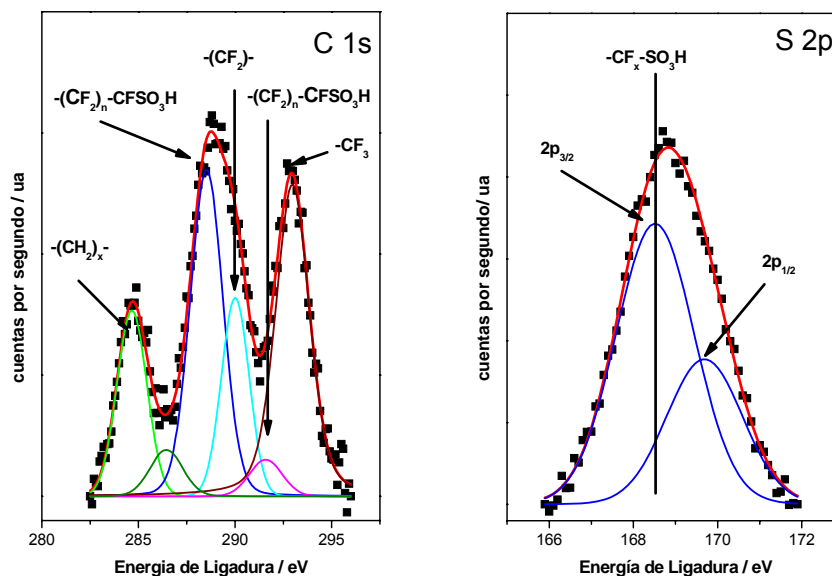 C 1s
-(CF₂)-
-(CF₂)ₙ-CFSO₃H
-(CF₂)ₙ-CFSO₃H
-CF₃
-(CH₂)ₓ-
cuentas por segundo / ua
280 285 290 295
Energia de Ligadura / eV
S 2p
-CFₓ-SO₃H
2p₃/₂
2p₁/₂
cuentas por segundo/ ua
166 168 170 172
Energía de Ligadura / eV